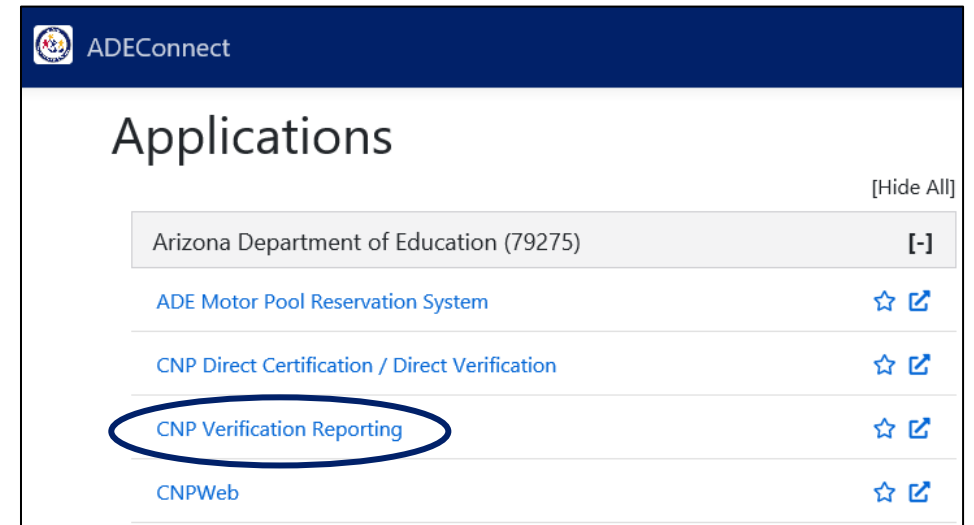 ADEConnect
Applications
[Hide All]
Arizona Department of Education (79275) [-]
ADE Motor Pool Reservation System
CNP Direct Certification / Direct Verification
CNP Verification Reporting
CNPWeb